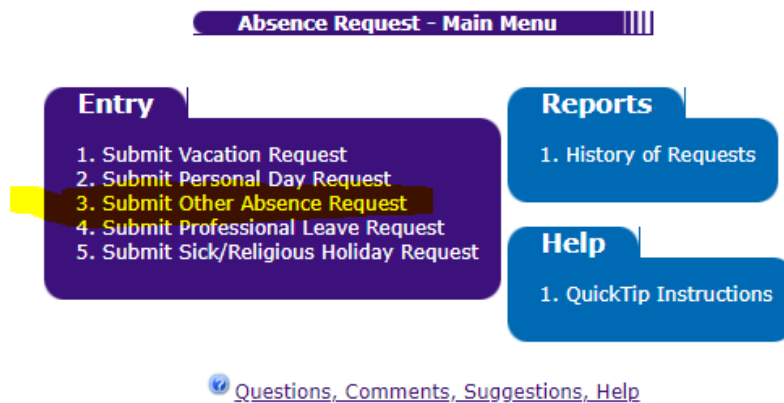 Absence Request - Main Menu
Entry
1. Submit Vacation Request
2. Submit Personal Day Request
3. Submit Other Absence Request
4. Submit Professional Leave Request
5. Submit Sick/Religious Holiday Request
Reports
1. History of Requests
Help
1. QuickTip Instructions
Questions, Comments, Suggestions, Help